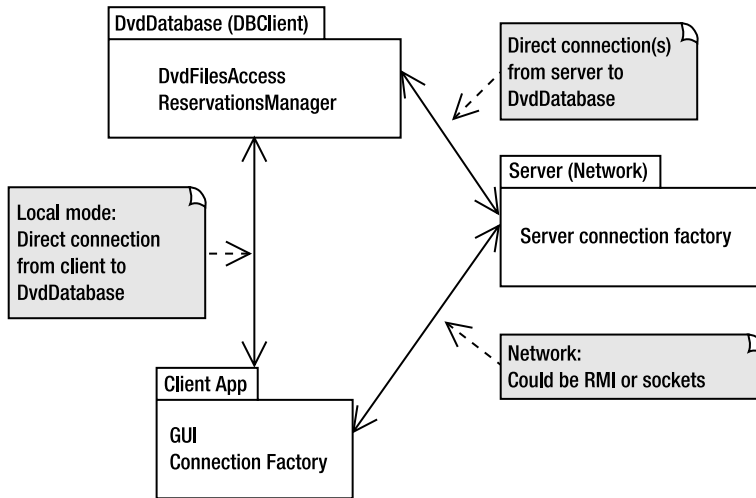 DvdDatabase (DBClient)
DvdFilesAccess
ReservationsManager
Direct connection(s)
from server to
DvdDatabase
Server (Network)
Server connection factory
Local mode:
Direct connection
from client to
DvdDatabase
Network:
Could be RMI or sockets
Client App
GUI
Connection Factory